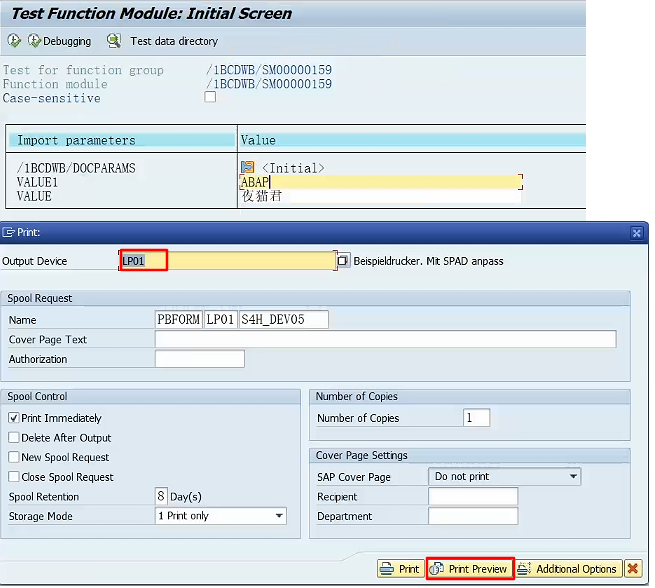 Test Function Module: Initial Screen
Debugging Test data directory
Test for function group /1BCDWB/SM00000159
Function module /1BCDWB/SM00000159
Case-sensitive
Import parameters Value
/1BCDWB/DOCPARAMS <Initial>
VALUE1 ABAP
VALUE 夜猫君
Print:
Output Device LP01 Beispieldrucker. Mit SPAD anpass
Spool Request
Name PBFORM LP01 S4H_DEV05
Cover Page Text
Authorization
Spool Control
Print Immediately
Delete After Output
New Spool Request
Close Spool Request
Spool Retention 8 Day(s)
Storage Mode 1 Print only
Number of Copies
Number of Copies 1
Cover Page Settings
SAP Cover Page Do not print
Recipient
Department
Print Print Preview Additional Options